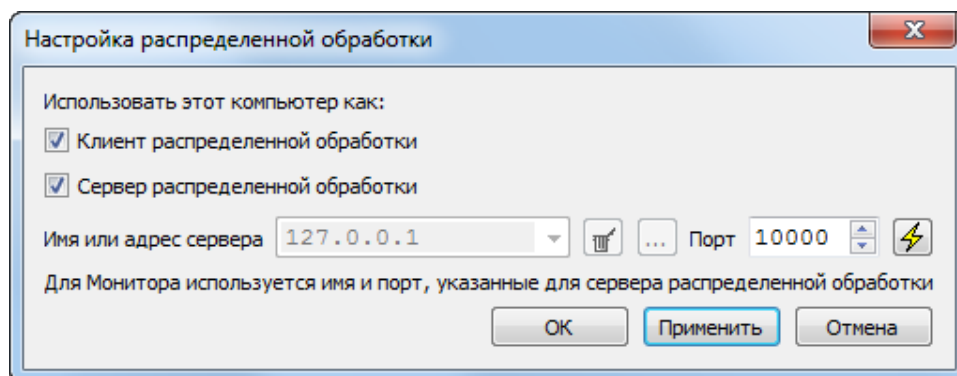 Настройка распределенной обработки
Использовать этот компьютер как:
Клиент распределенной обработки
Сервер распределенной обработки
Имя или адрес сервера 127.0.0.1 ... Порт 10000
Для Монитора используется имя и порт, указанные для сервера распределенной обработки
ОК Применить Отмена